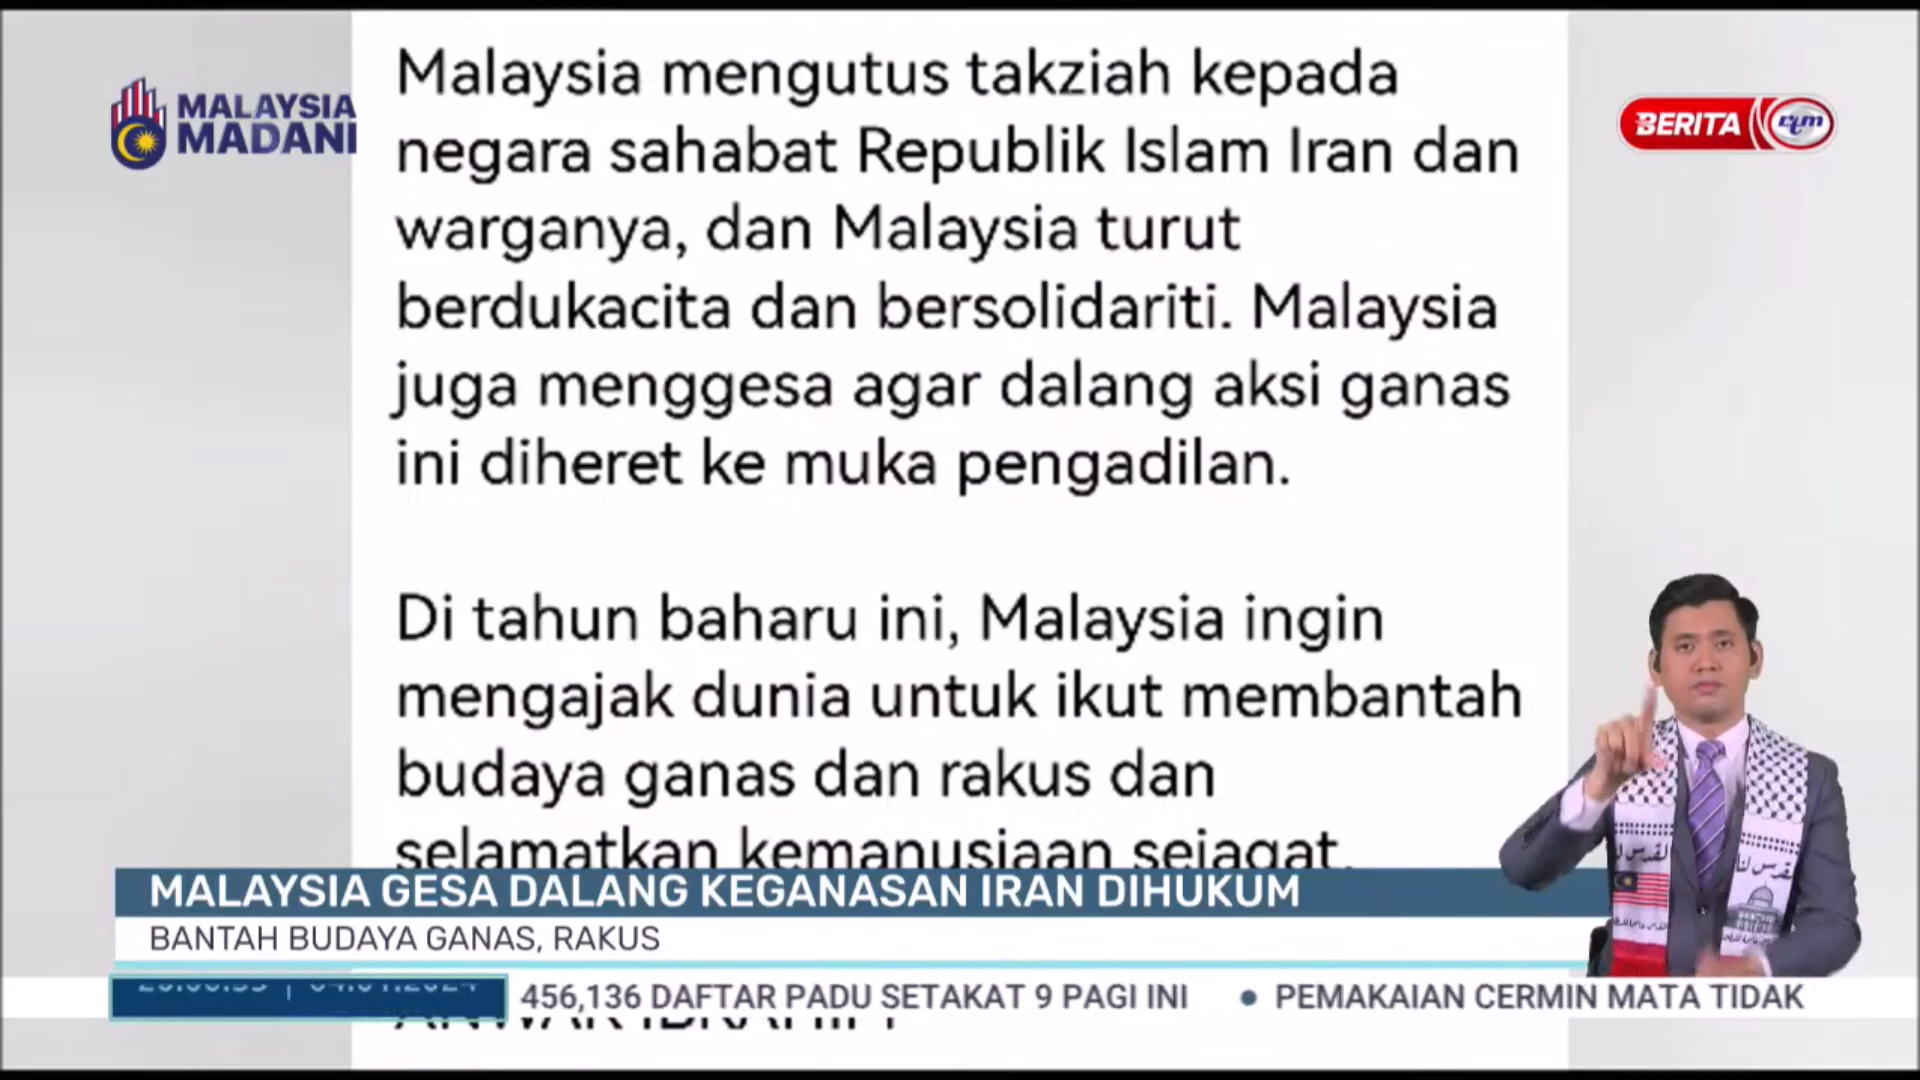 Malaysia mengutus takziah kepada
negara sahabat Republik Islam Iran dan
warganya, dan Malaysia turut
berdukacita dan bersolidariti. Malaysia
juga menggesa agar dalang aksi ganas
ini diheret ke muka pengadilan.
Di tahun baharu ini, Malaysia ingin
mengajak dunia untuk ikut membantah
budaya ganas dan rakus dan
selamatkan kemanusiaan sejagat.
MALAYSIA
MADANI
BERITA rtm
MALAYSIA GESA DALANG KEGANASAN IRAN DIHUKUM
BANTAH BUDAYA GANAS, RAKUS
456,136 DAFTAR PADU SETAKAT 9 PAGI INI • PEMAKAIAN CERMIN MATA TIDAK
ANWAR IBRAHIM